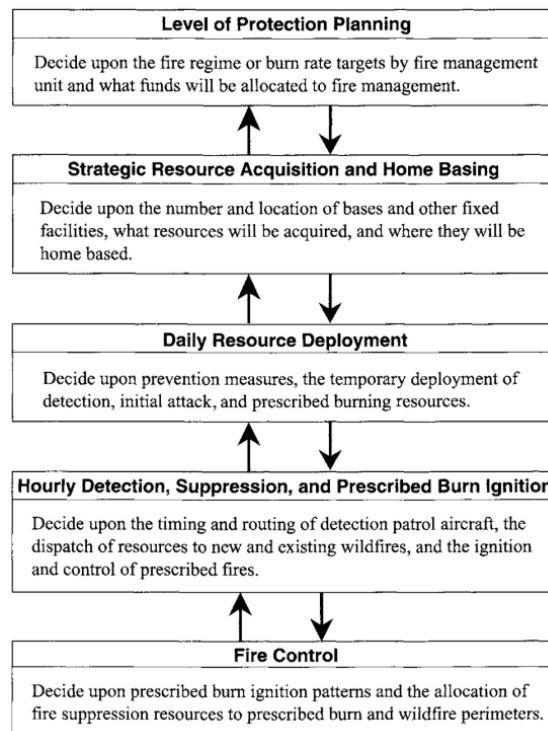 Level of Protection Planning
Decide upon the fire regime or burn rate targets by fire management
unit and what funds will be allocated to fire management.
Strategic Resource Acquisition and Home Basing
Decide upon the number and location of bases and other fixed
facilities, what resources will be acquired, and where they will be
home based.
Daily Resource Deployment
Decide upon prevention measures, the temporary deployment of
detection, initial attack, and prescribed burning resources.
Hourly Detection, Suppression, and Prescribed Burn Ignition
Decide upon the timing and routing of detection patrol aircraft, the
dispatch of resources to new and existing wildfires, and the ignition
and control of prescribed fires.
Fire Control
Decide upon prescribed burn ignition patterns and the allocation of
fire suppression resources to prescribed burn and wildfire perimeters.